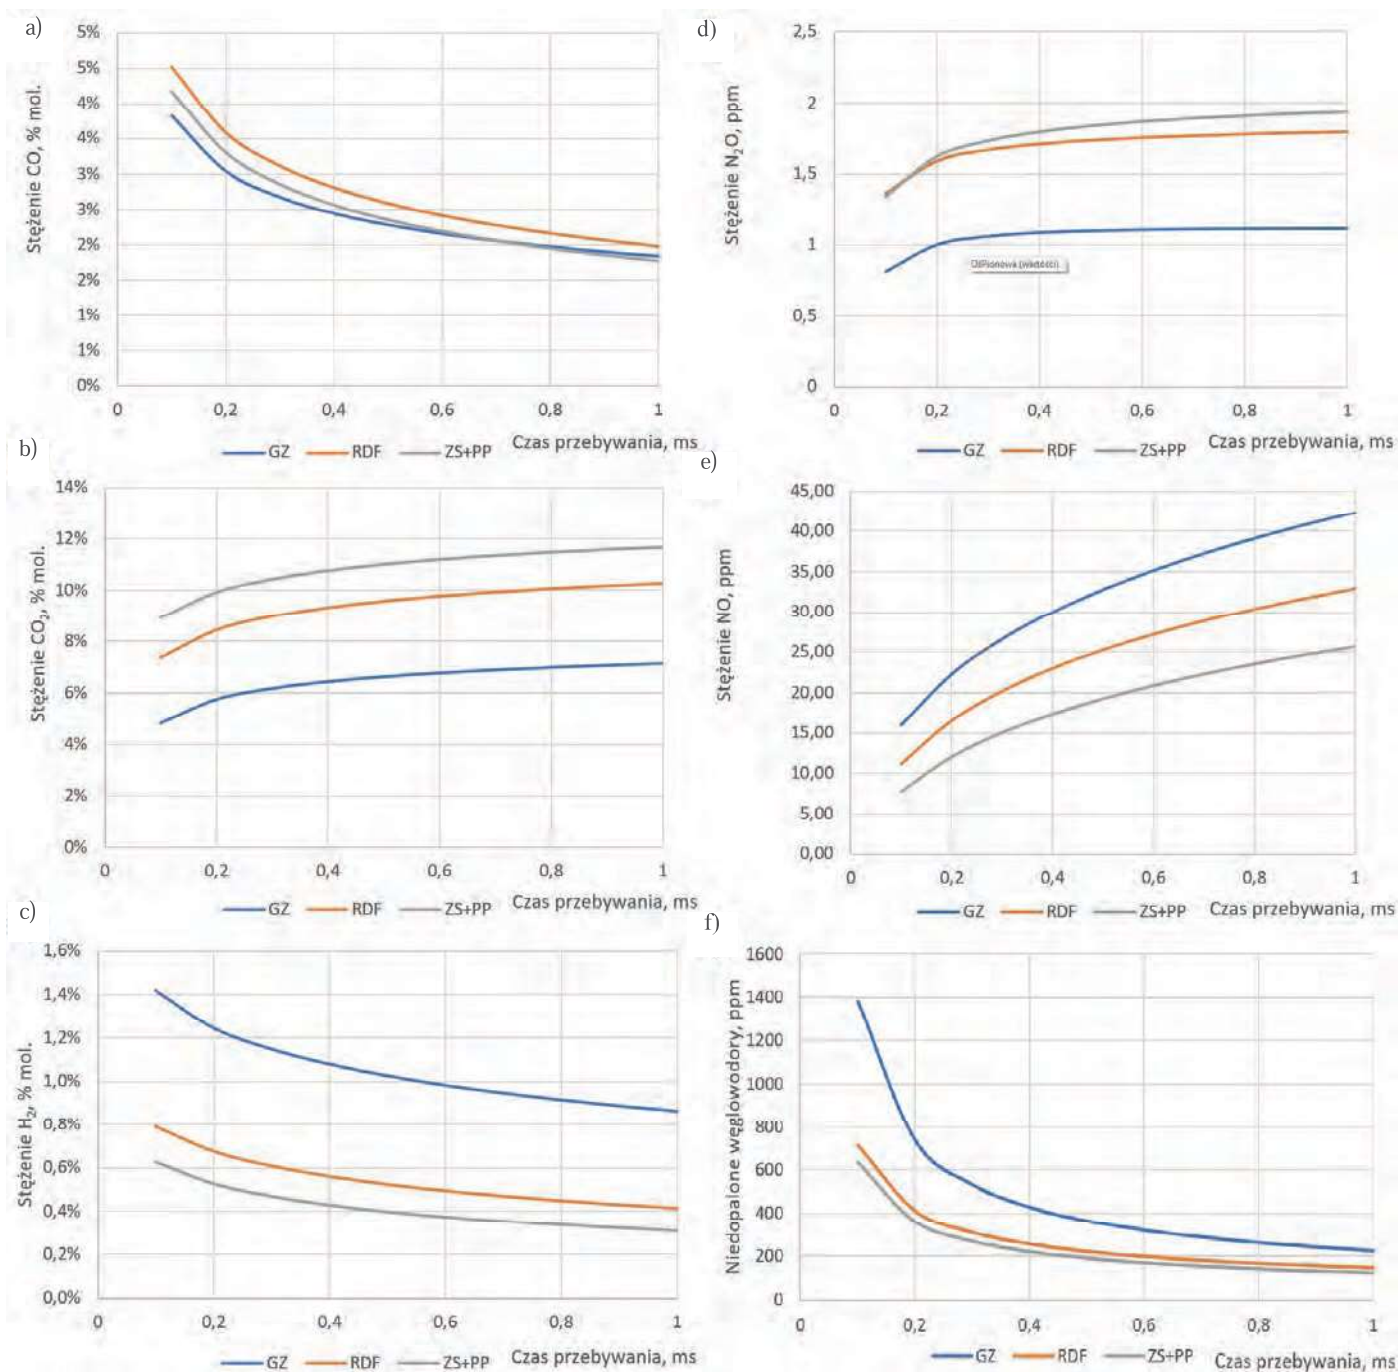 a)
Stężenie CO, % mol.
5%
5%
4%
4%
3%
3%
2%
2%
1%
1%
0%
0 0,2 0,4 0,6 0,8 1
GZ RDF ZS+PP Czas przebywania, ms
b)
Stężenie CO₂, % mol.
14%
12%
10%
8%
6%
4%
2%
0%
0 0,2 0,4 0,6 0,8 1
GZ RDF ZS+PP Czas przebywania, ms
c)
Stężenie H₂, % mol.
1,6%
1,4%
1,2%
1,0%
0,8%
0,6%
0,4%
0,2%
0,0%
0 0,2 0,4 0,6 0,8 1
GZ RDF ZS+PP Czas przebywania, ms
d)
Stężenie N₂O, ppm
2,5
2
1,5
1
0,5
0
0 0,2 0,4 0,6 0,8 1
GZ RDF ZS+PP Czas przebywania, ms
e)
Stężenie NO, ppm
45,00
40,00
35,00
30,00
25,00
20,00
15,00
10,00
5,00
0,00
0 0,2 0,4 0,6 0,8 1
GZ RDF ZS+PP Czas przebywania, ms
f)
Niedopalone węglowodory, ppm
1600
1400
1200
1000
800
600
400
200
0
0 0,2 0,4 0,6 0,8 1
GZ RDF ZS+PP Czas przebywania, ms